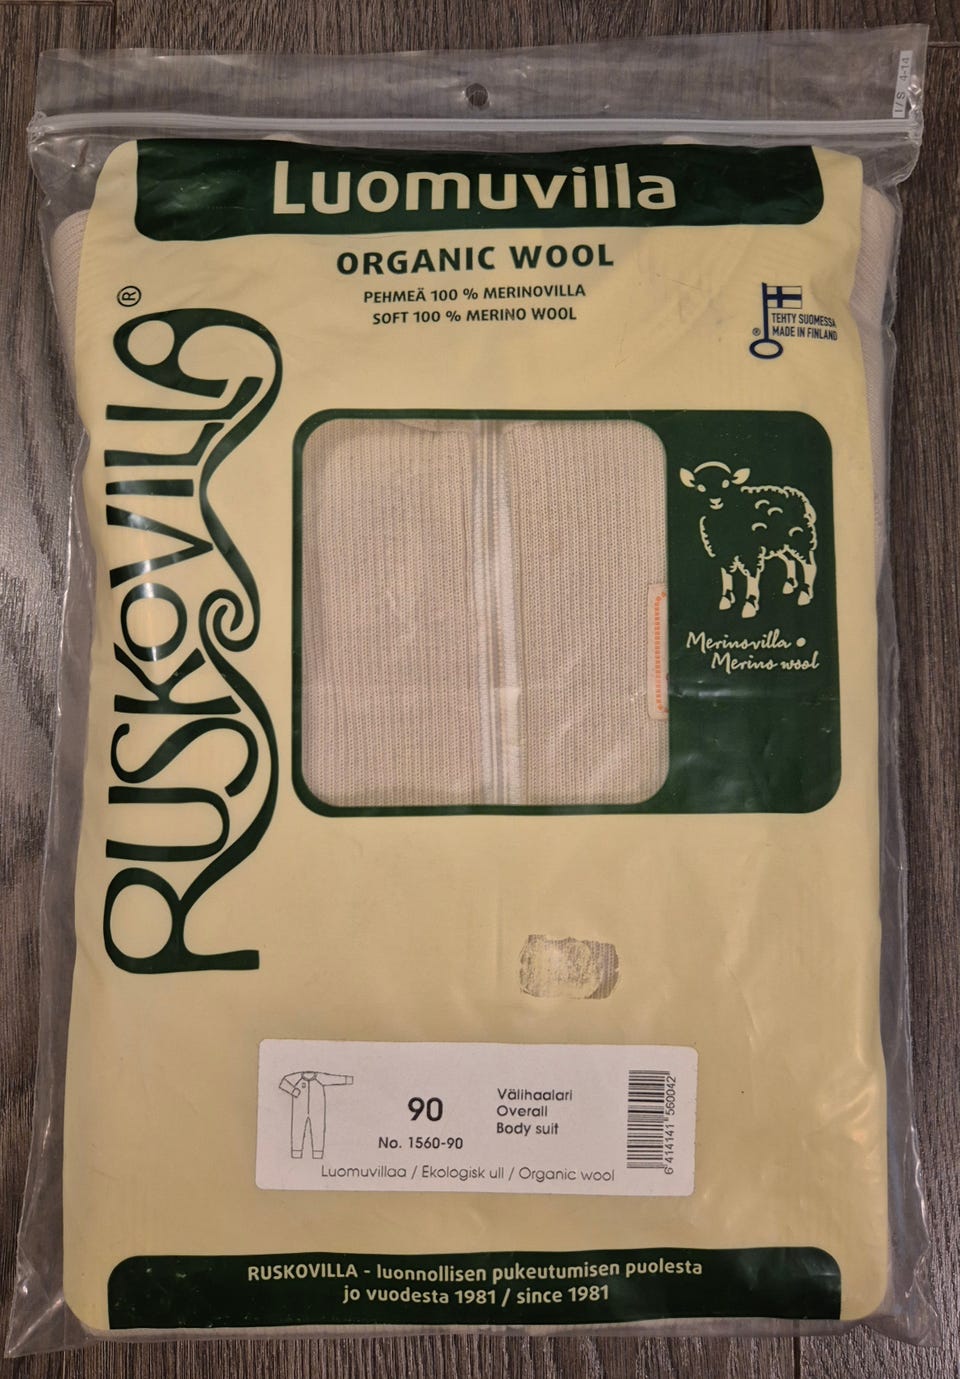 I / S 4-14
Luomuvilla
ORGANIC WOOL
PEHMEÄ 100 % MERINOVILLA
SOFT 100 % MERINO WOOL
RUSKOVILLA®
®
TEHTY SUOMESSA
MADE IN FINLAND
Merinovilla •
Merino wool
90
No. 1560-90
Välihaalari
Overall
Body suit
Luomuvillaa / Ekologisk ull / Organic wool
6 414141 560042
RUSKOVILLA - luonnollisen pukeutumisen puolesta
jo vuodesta 1981 / since 1981